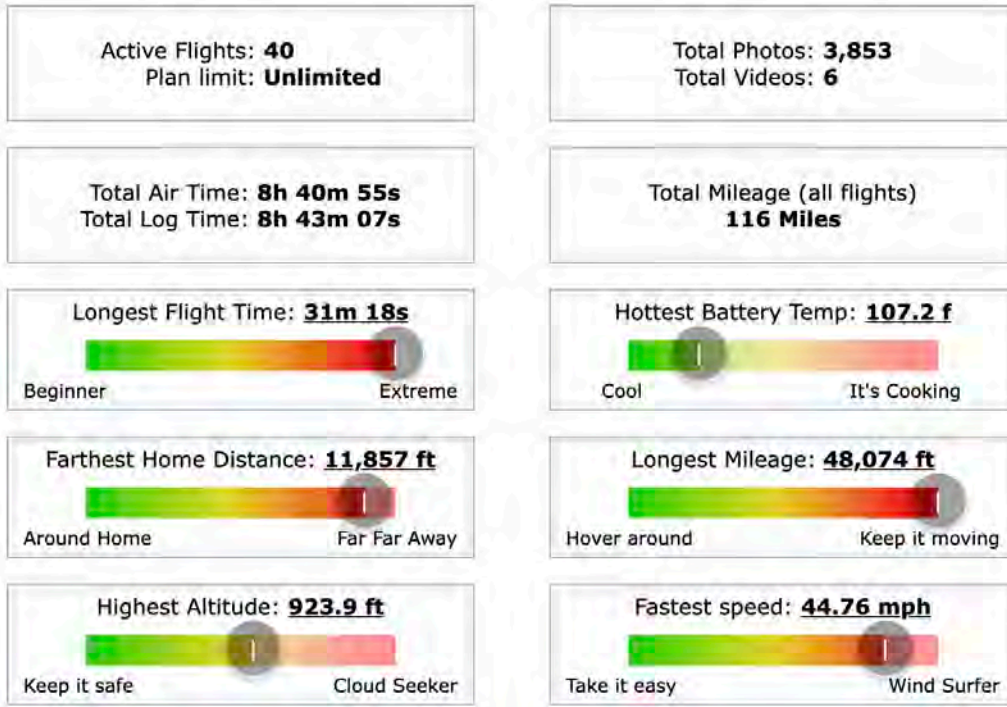 Active Flights: 40
Plan limit: Unlimited
Total Photos: 3,853
Total Videos: 6
Total Air Time: 8h 40m 55s
Total Log Time: 8h 43m 07s
Total Mileage (all flights)
116 Miles
Longest Flight Time: 31m 18s
Beginner Extreme
Hottest Battery Temp: 107.2 f
Cool It's Cooking
Farthest Home Distance: 11,857 ft
Around Home Far Far Away
Longest Mileage: 48,074 ft
Hover around Keep it moving
Highest Altitude: 923.9 ft
Keep it safe Cloud Seeker
Fastest speed: 44.76 mph
Take it easy Wind Surfer